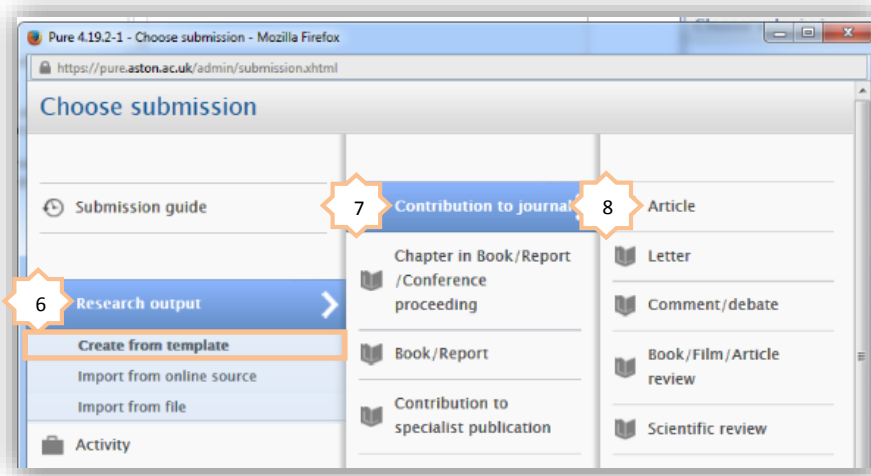 Pure 4.19.2-1 - Choose submission - Mozilla Firefox
https://pure.aston.ac.uk/admin/submission.xhtml
Choose submission
Submission guide
6
Research output
Create from template
Import from online source
Import from file
Activity
7
Contribution to journal
Chapter in Book/Report
/Conference
proceeding
Book/Report
Contribution to
specialist publication
8
Article
Letter
Comment/debate
Book/Film/Article
review
Scientific review